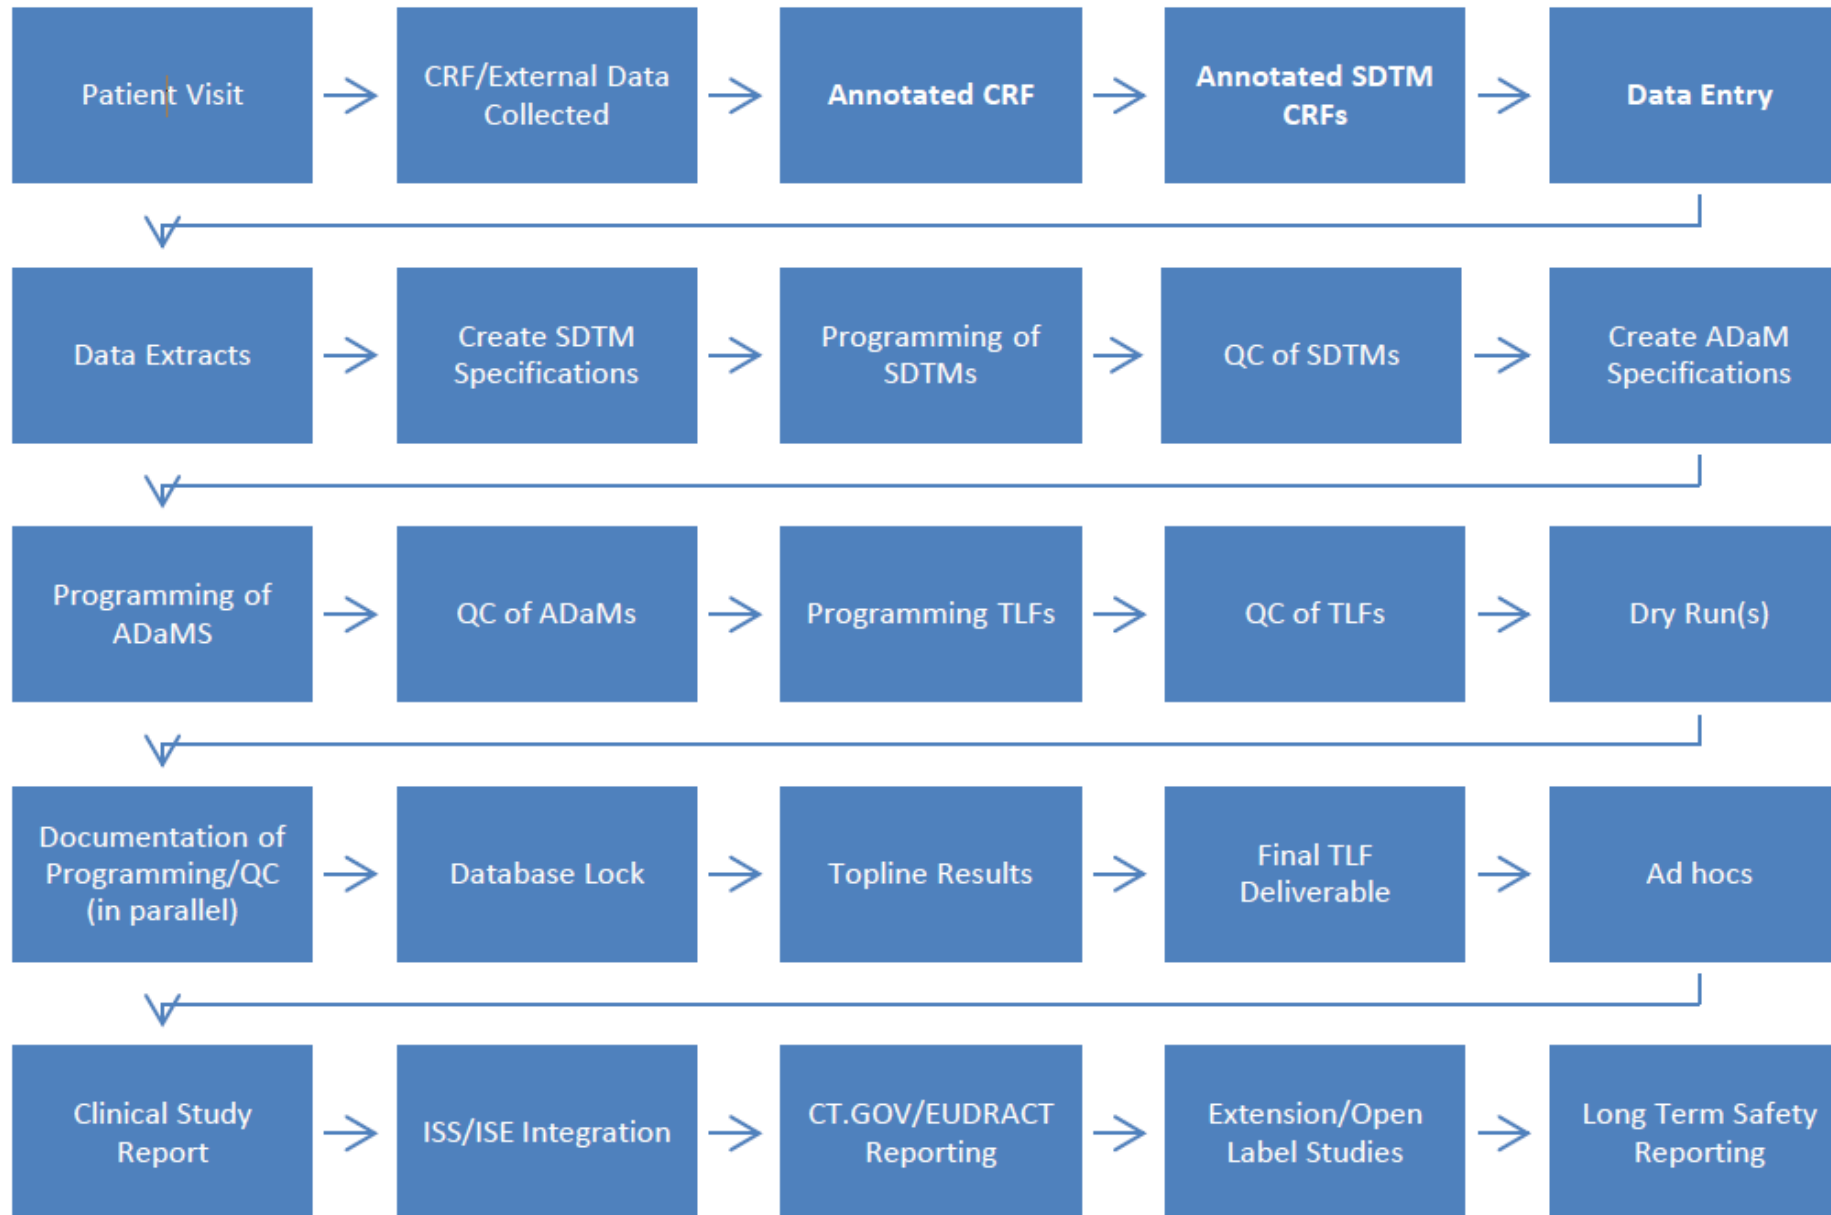 Patient Visit
CRF/External Data
Collected
Annotated CRF
Annotated SDTM
CRFs
Data Entry
Data Extracts
Create SDTM
Specifications
Programming of
SDTMs
QC of SDTMs
Create ADaM
Specifications
Programming of
ADaMS
QC of ADaMs
Programming TLFs
QC of TLFs
Dry Run(s)
Documentation of
Programming/QC
(in parallel)
Database Lock
Topline Results
Final TLF
Deliverable
Ad hocs
Clinical Study
Report
ISS/ISE Integration
CT.GOV/EUDRACT
Reporting
Extension/Open
Label Studies
Long Term Safety
Reporting